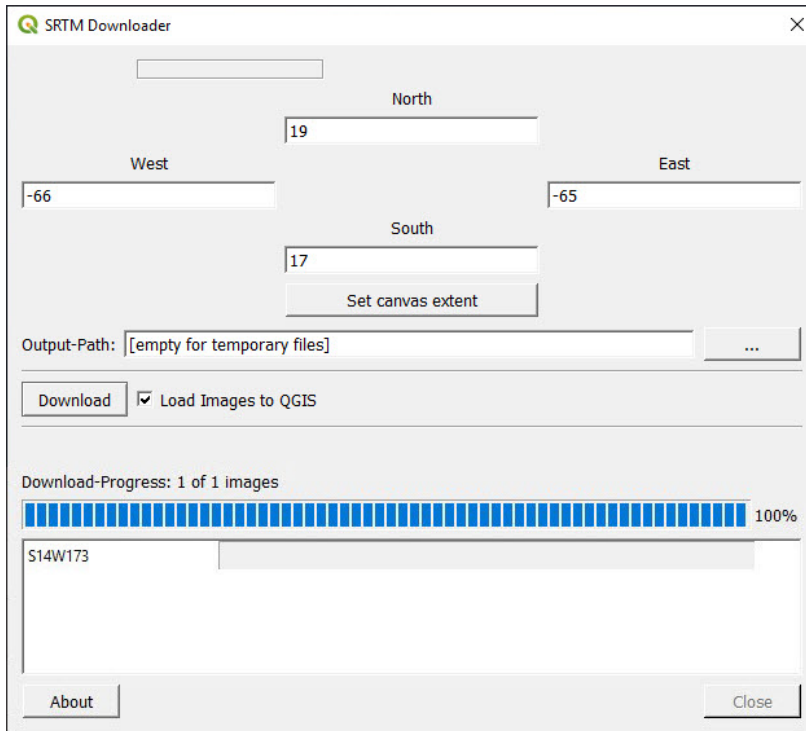 SRTM Downloader
North
19
West
East
-66
-65
South
17
Set canvas extent
Output-Path: [empty for temporary files] ...
Download Load Images to QGIS
Download-Progress: 1 of 1 images
100%
S14W173
About Close